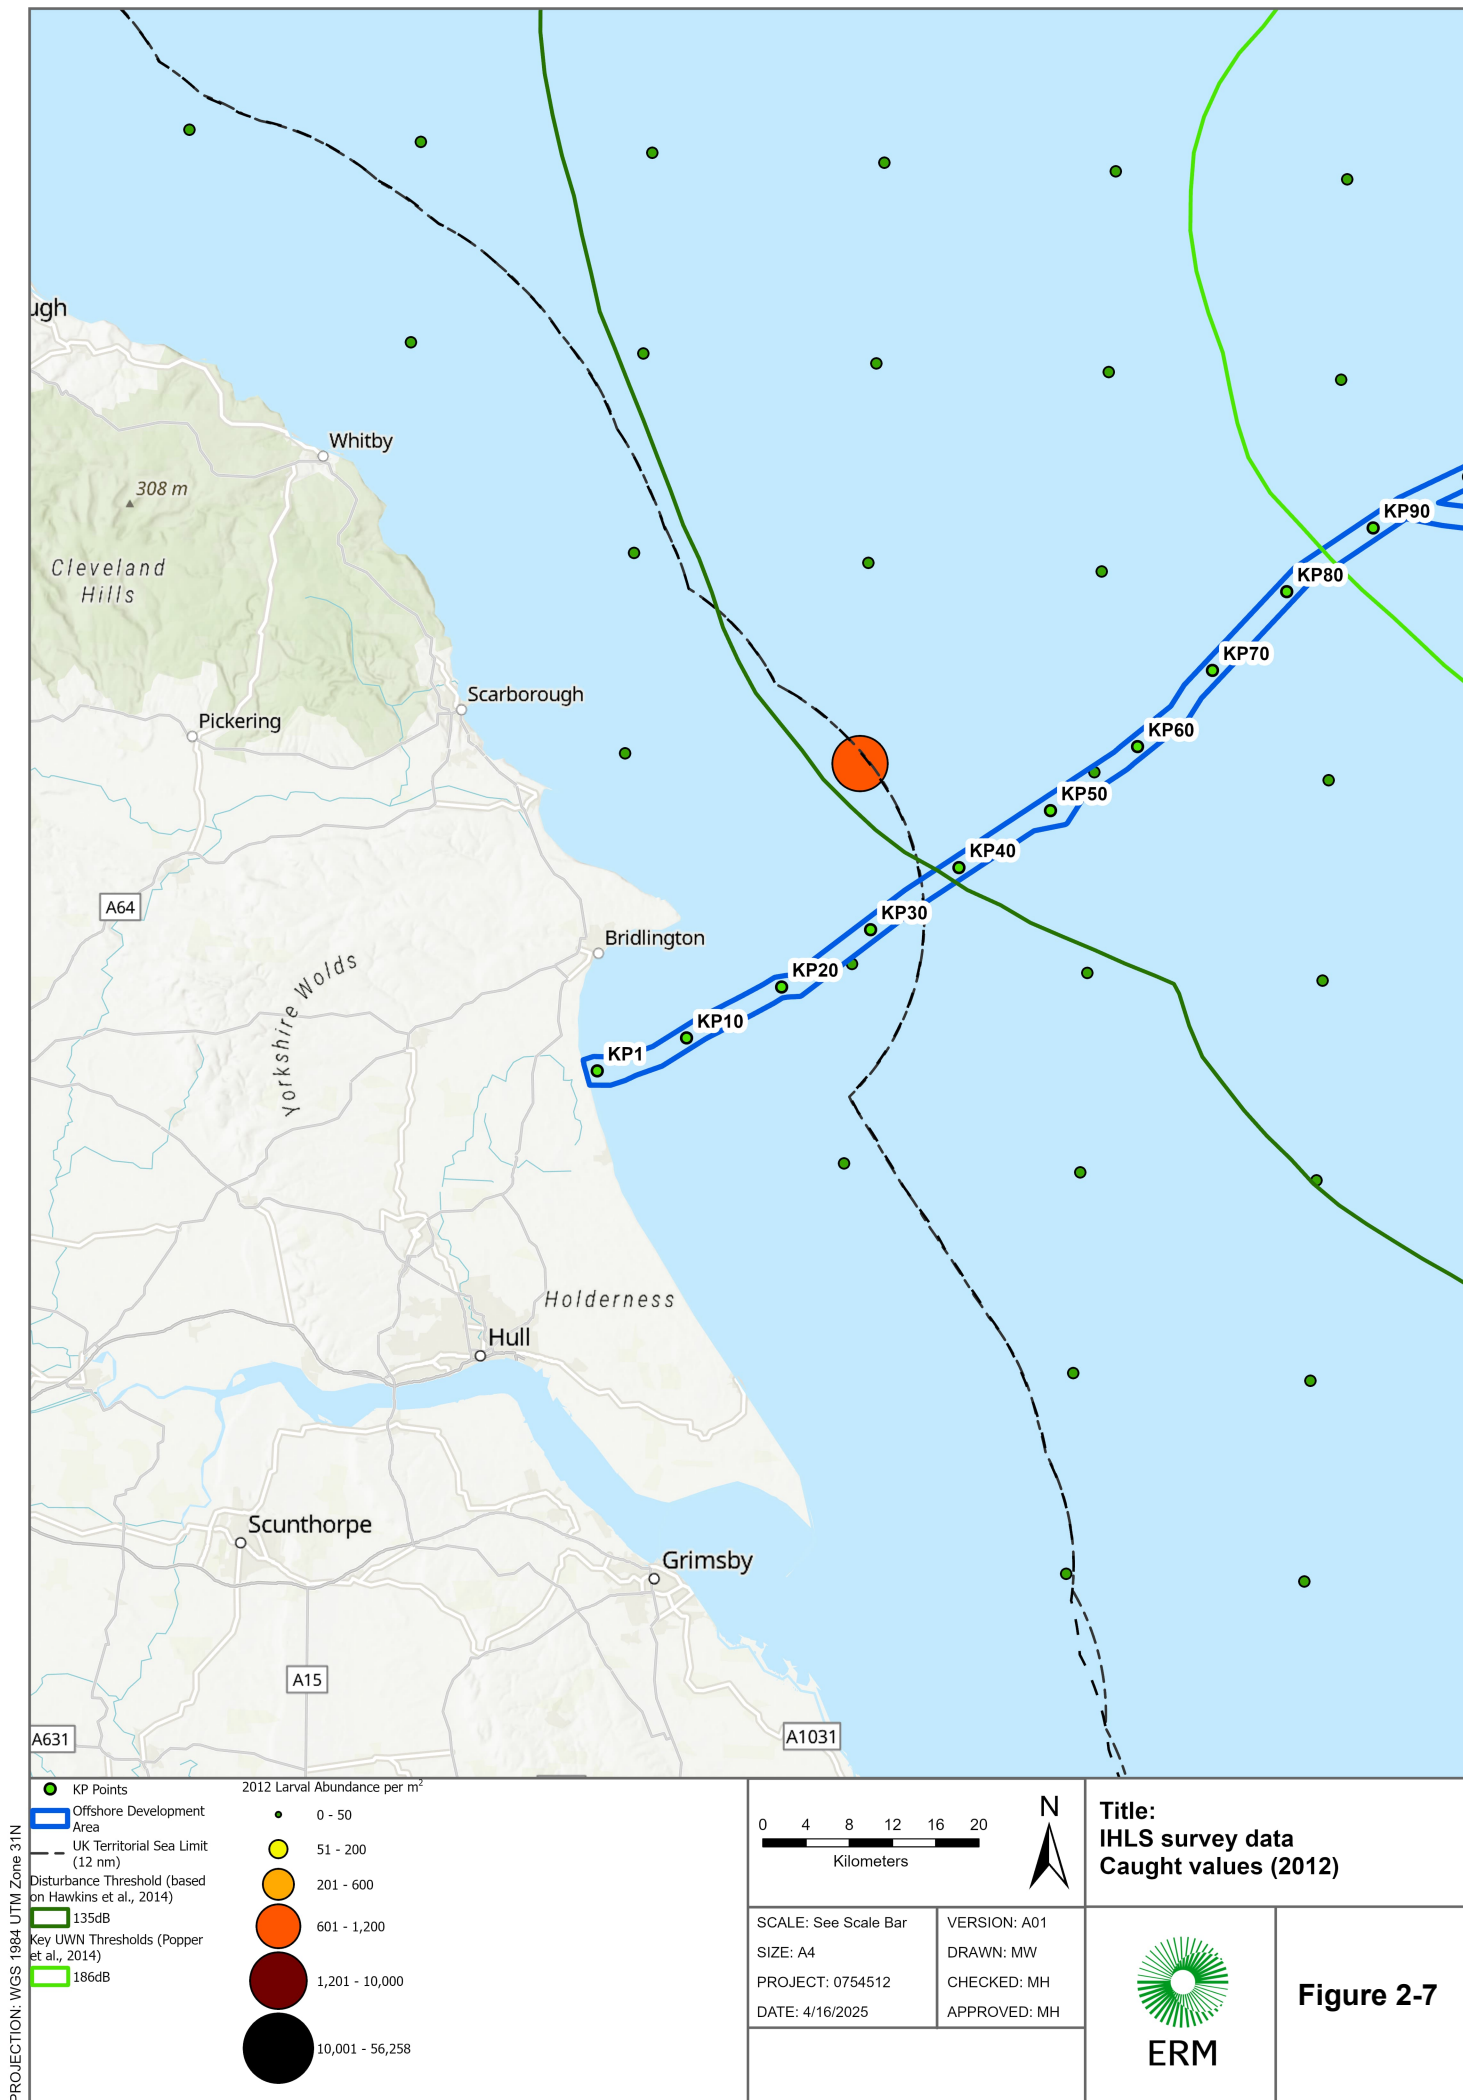 ugh
Whitby
308 m
Cleveland
Hills
KP90
KP80
KP70
Scarborough
Pickering
KP60
KP50
KP40
A64
KP30
Bridlington
Yorkshire Wolds
KP20
KP10
KP1
Holderness
Hull
Scunthorpe
Grimsby
A15
A631
A1031
PROJECTION: WGS 1984 UTM Zone 31N
KP Points
Offshore Development
Area
UK Territorial Sea Limit
(12 nm)
Disturbance Threshold (based
on Hawkins et al., 2014)
135dB
Key UWN Thresholds (Popper
et al., 2014)
186dB
2012 Larval Abundance per m²
0 - 50
51 - 200
201 - 600
601 - 1,200
1,201 - 10,000
10,001 - 56,258
0 4 8 12 16 20
Kilometers
N
Title:
IHLS survey data
Caught values (2012)
SCALE: See Scale Bar
SIZE: A4
PROJECT: 0754512
DATE: 4/16/2025
VERSION: A01
DRAWN: MW
CHECKED: MH
APPROVED: MH
ERM
Figure 2-7